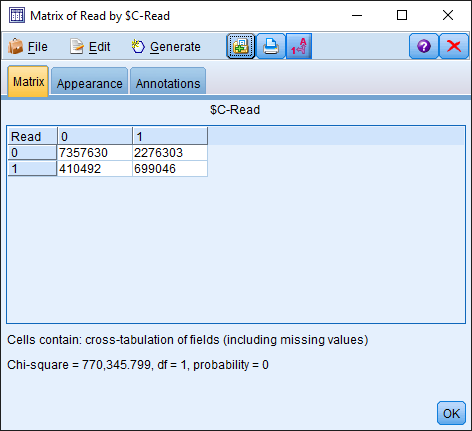 Matrix of Read by $C-Read
File Edit Generate
Matrix Appearance Annotations
$C-Read
Read 0 1
0 7357630 2276303
1 410492 699046
Cells contain: cross-tabulation of fields (including missing values)
Chi-square = 770,345.799, df = 1, probability = 0
OK